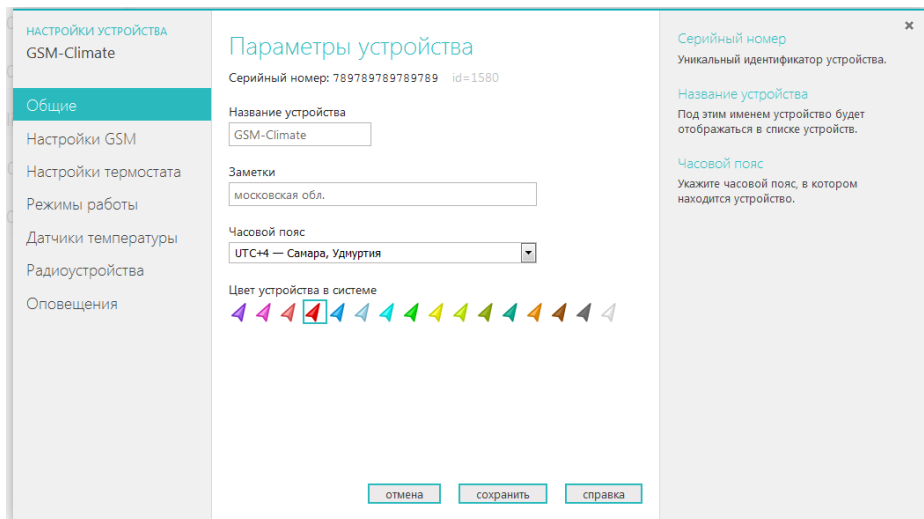 НАСТРОЙКИ УСТРОЙСТВА
GSM-Climate
Общие
Настройки GSM
Настройки термостата
Режимы работы
Датчики температуры
Радиоустройства
Оповещения
Параметры устройства
Серийный номер: 789789789789789 id=1580
Название устройства
GSM-Climate
Заметки
московская обл.
Часовой пояс
UTC+4 — Самара, Удмуртия
Цвет устройства в системе
отмена сохранить справка
Серийный номер
Уникальный идентификатор устройства.
Название устройства
Под этим именем устройство будет
отображаться в списке устройств.
Часовой пояс
Укажите часовой пояс, в котором
находится устройство.